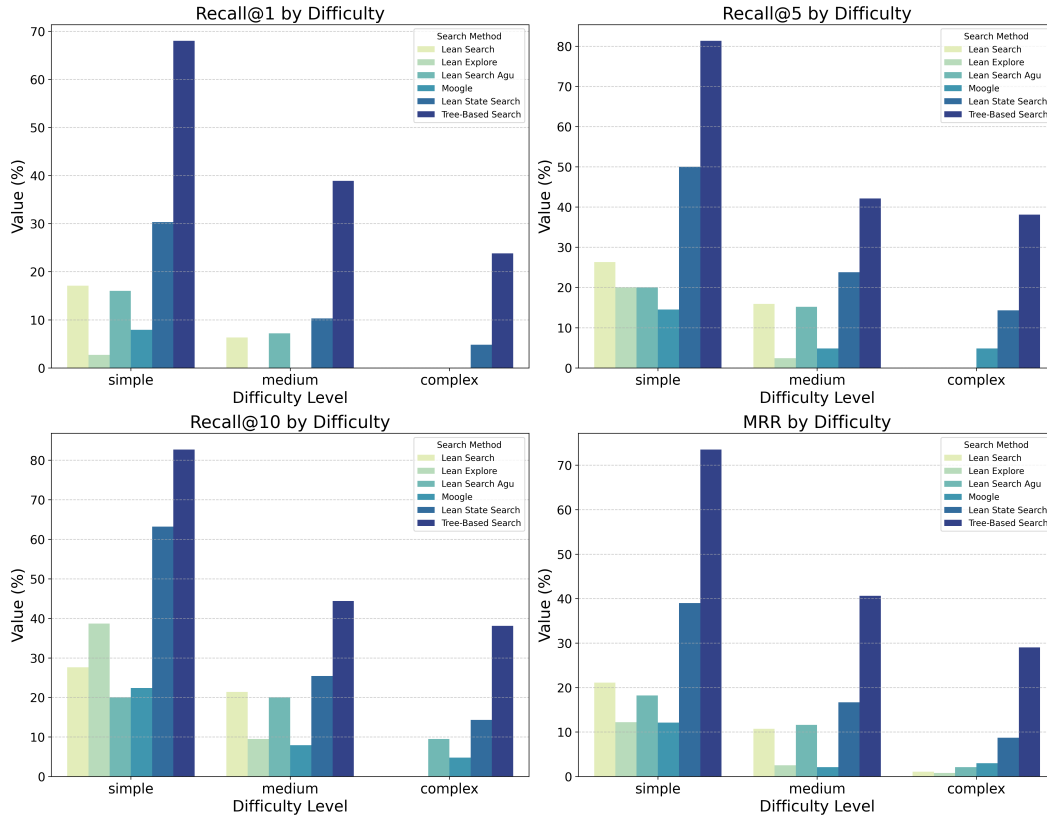 Recall@1 by Difficulty
Value (%)
70
60
50
40
30
20
10
0
Search Method
Lean Search
Lean Explore
Lean Search Agu
Moogle
Lean State Search
Tree-Based Search
simple
medium
complex
Difficulty Level
Recall@5 by Difficulty
Value (%)
80
70
60
50
40
30
20
10
0
Search Method
Lean Search
Lean Explore
Lean Search Agu
Moogle
Lean State Search
Tree-Based Search
simple
medium
complex
Difficulty Level
Recall@10 by Difficulty
Value (%)
80
70
60
50
40
30
20
10
0
Search Method
Lean Search
Lean Explore
Lean Search Agu
Moogle
Lean State Search
Tree-Based Search
simple
medium
complex
Difficulty Level
MRR by Difficulty
Value (%)
70
60
50
40
30
20
10
0
Search Method
Lean Search
Lean Explore
Lean Search Agu
Moogle
Lean State Search
Tree-Based Search
simple
medium
complex
Difficulty Level